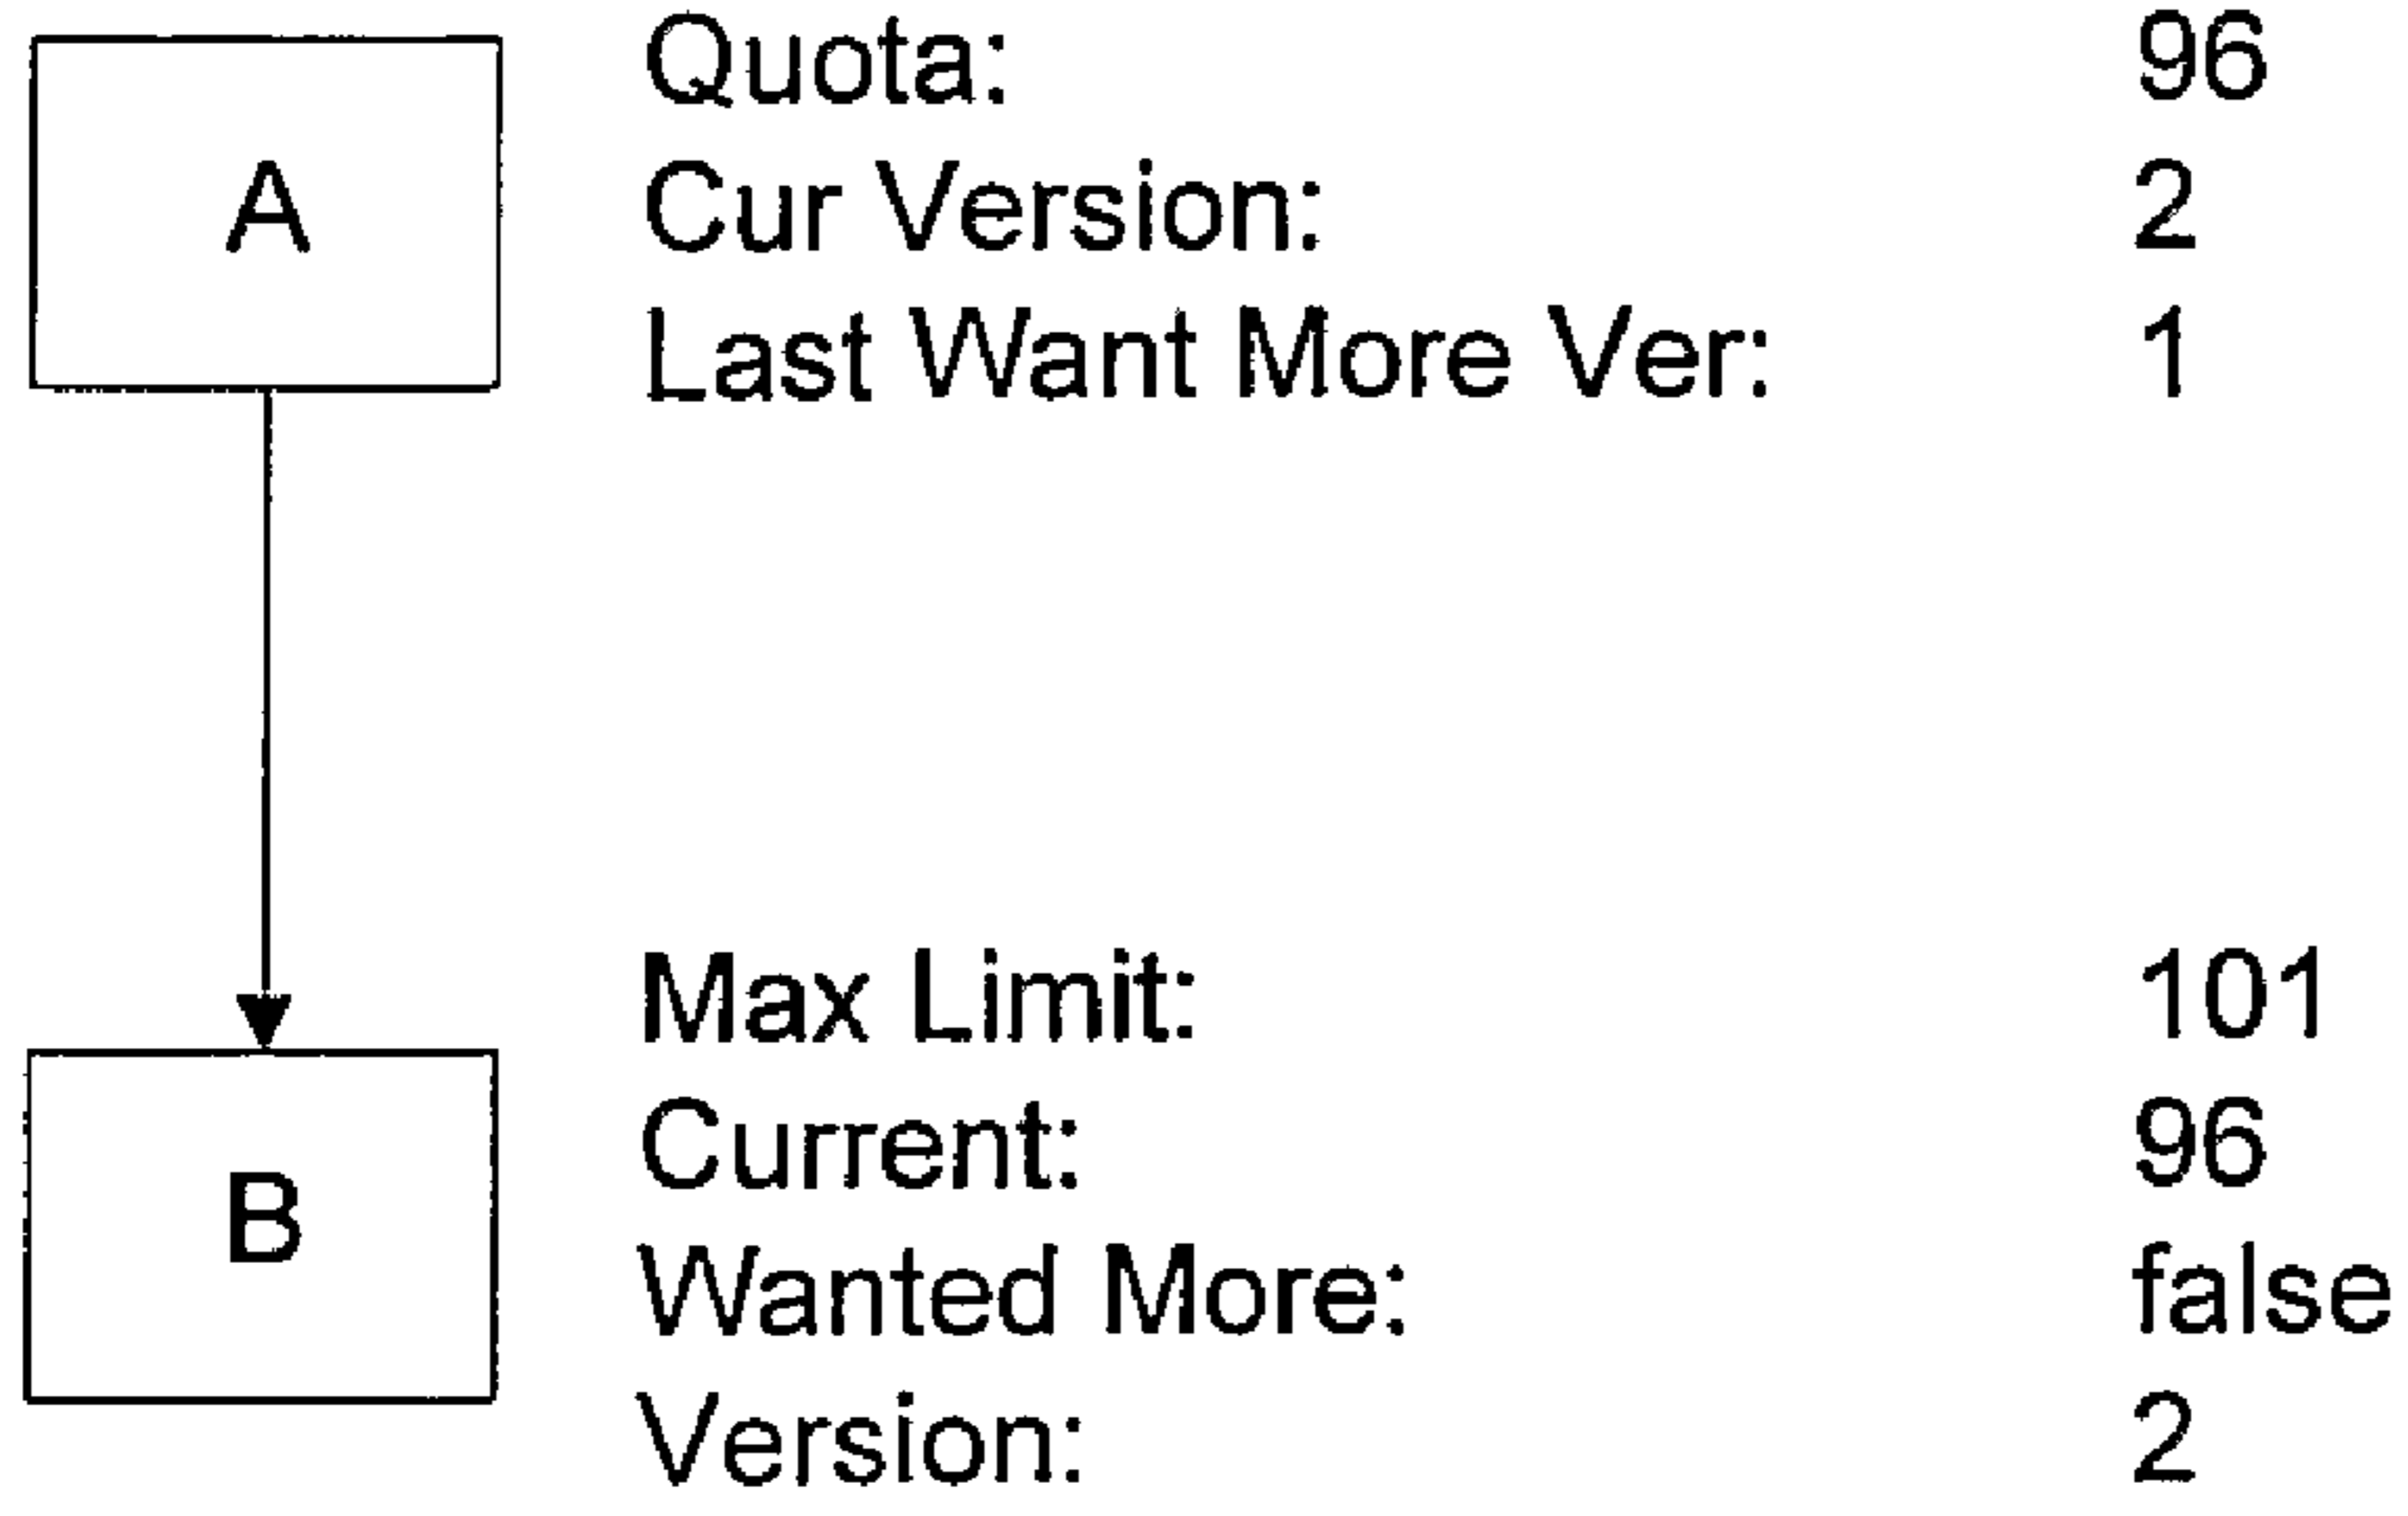 A
Quota: 96
Cur Version: 2
Last Want More Ver: 1
B
Max Limit: 101
Current: 96
Wanted More: false
Version: 2